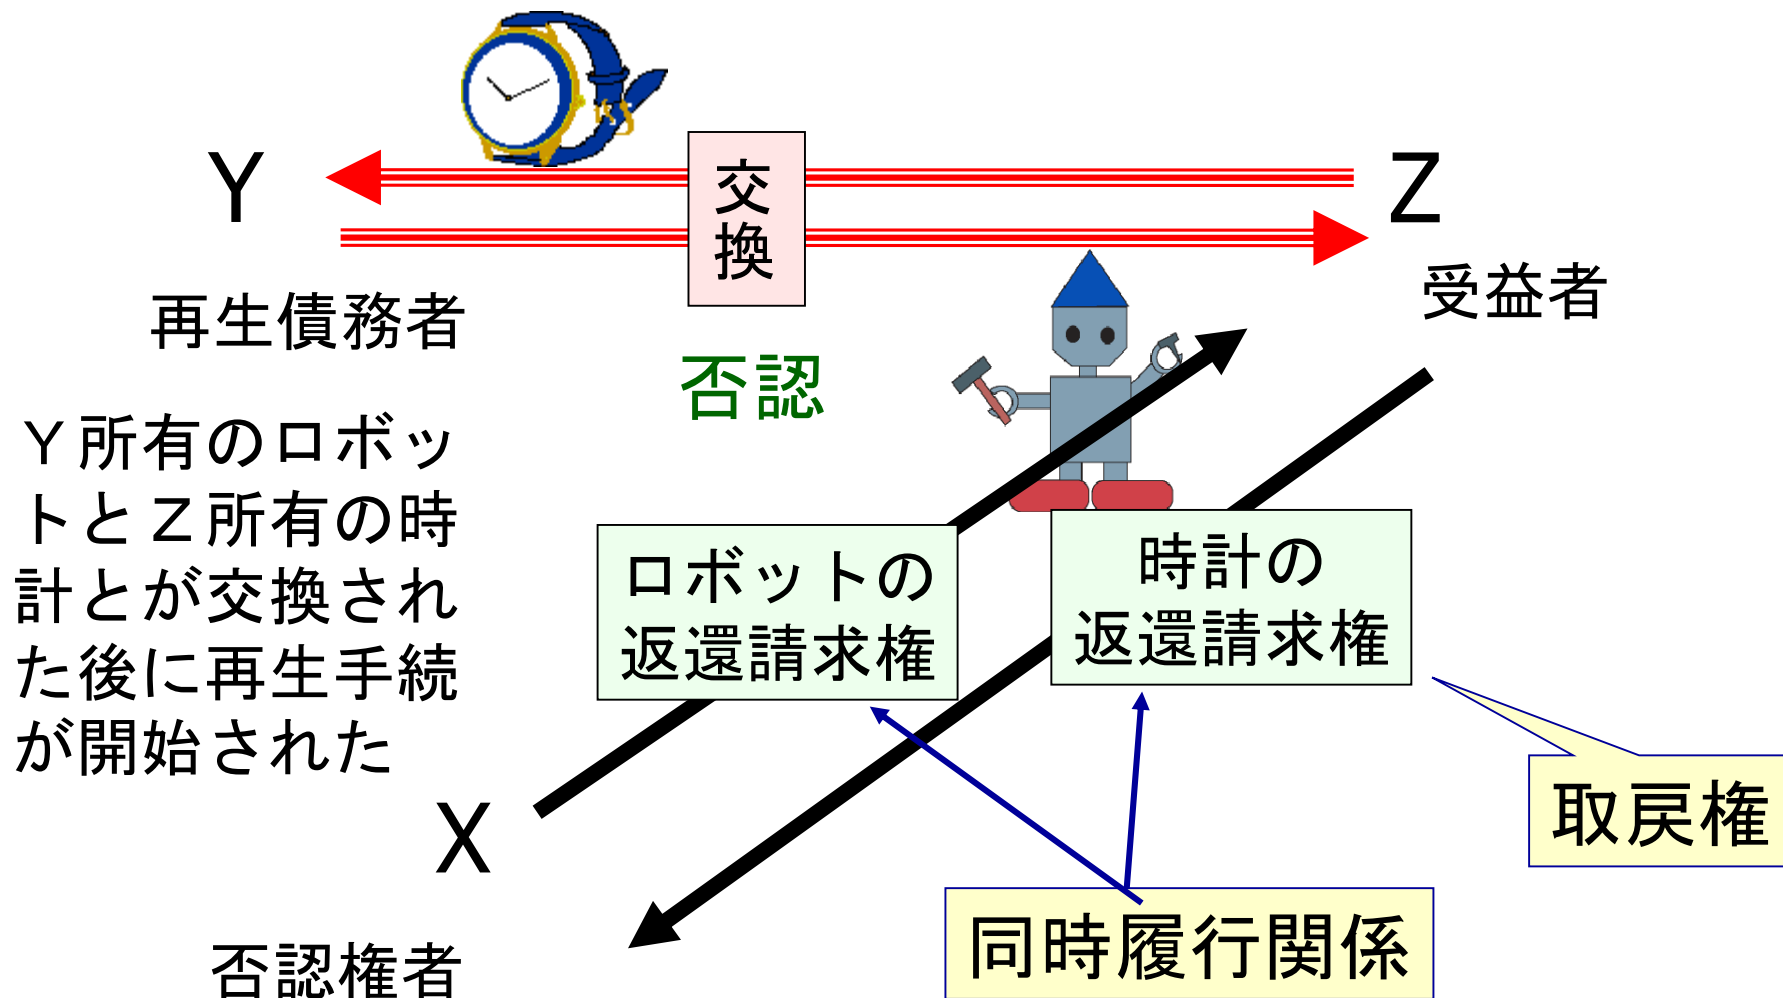 Y
交
換
Z
再生債務者
受益者
否認
Y所有のロボッ
トとZ所有の時
計とが交換され
た後に再生手続
が開始された
ロボットの
返還請求権
時計の
返還請求権
取戻権
X
否認権者
同時履行関係